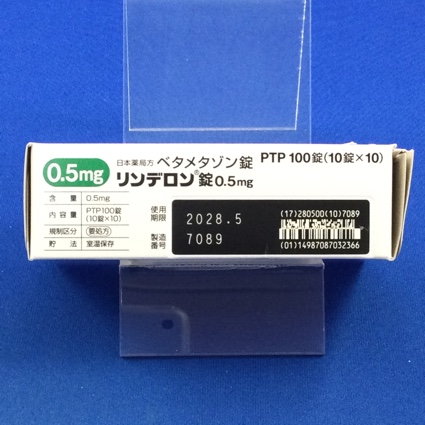 0.5mg
日本薬局方 ベタメタゾン錠 PTP 100錠(10錠×10)
リンデロン®錠0.5mg
含量 0.5mg
内容量 PTP100錠
(10錠×10)
規制区分 要処方
貯法 室温保存
使用
期限 2028.5
製造
番号 7089
(17)280500(10)7089
(01)14987087032366